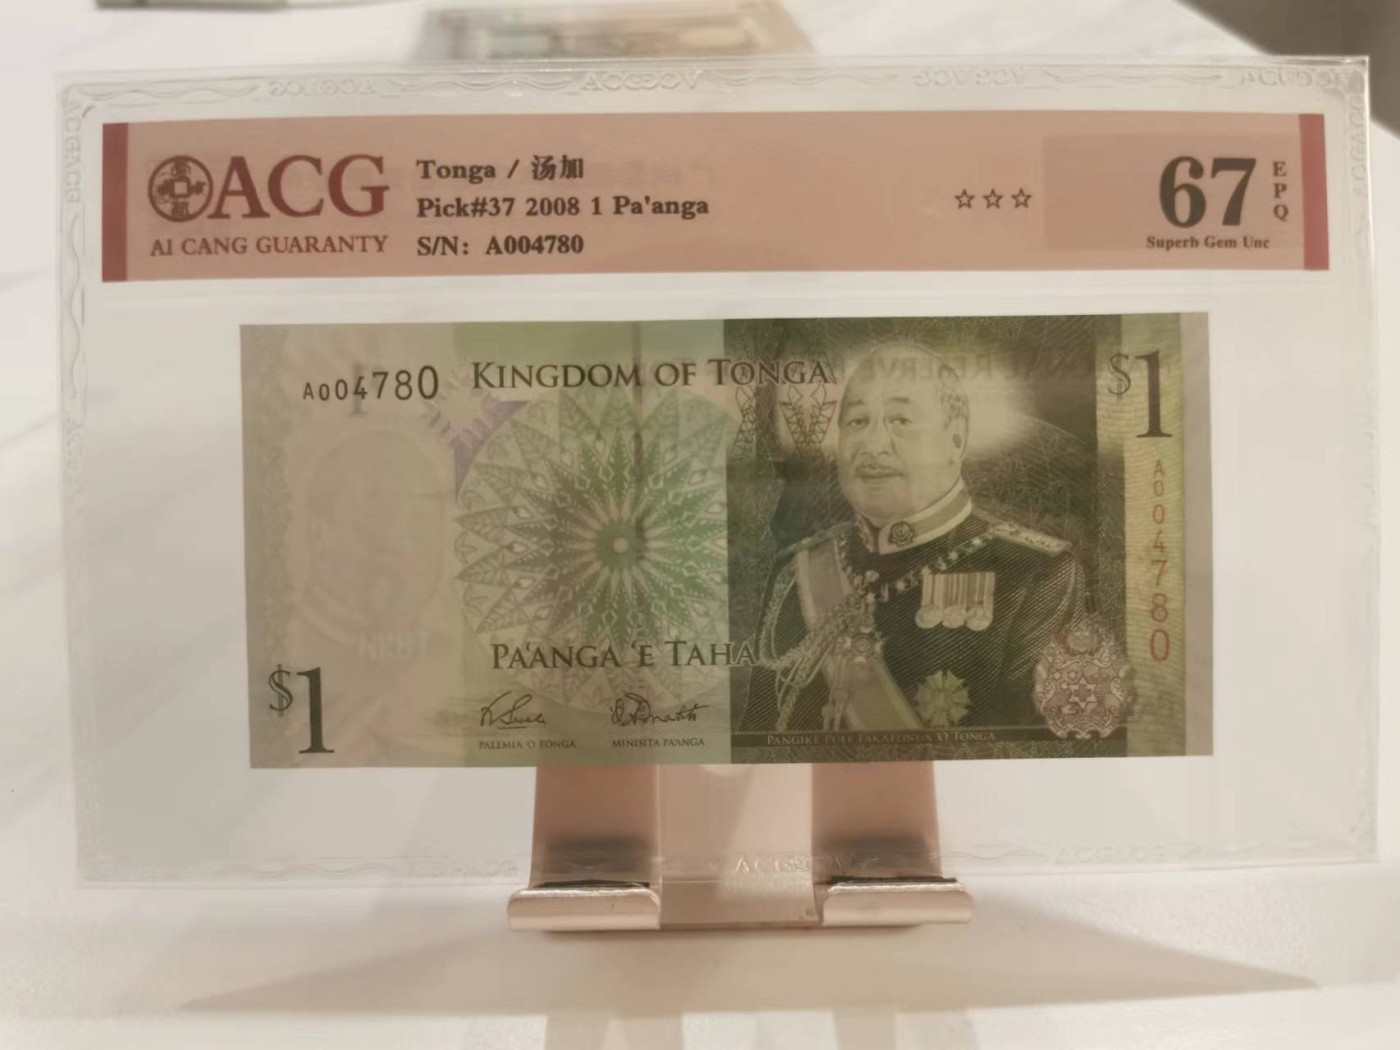 ACG
AI CANG GUARANTY
Tonga / 汤加
Pick#37 2008 1 Pa'anga
S/N: A004780
☆☆☆
67
EPQ
Superb Gem Unc
A004780
KINGDOM OF TONGA
$1
A004780
PA'ANGA 'E TAHA
$1
PALEMIA 'O TONGA
MINISITA PA'ANGA
PANGIKE PULE FAKAFONUA 'O TONGA